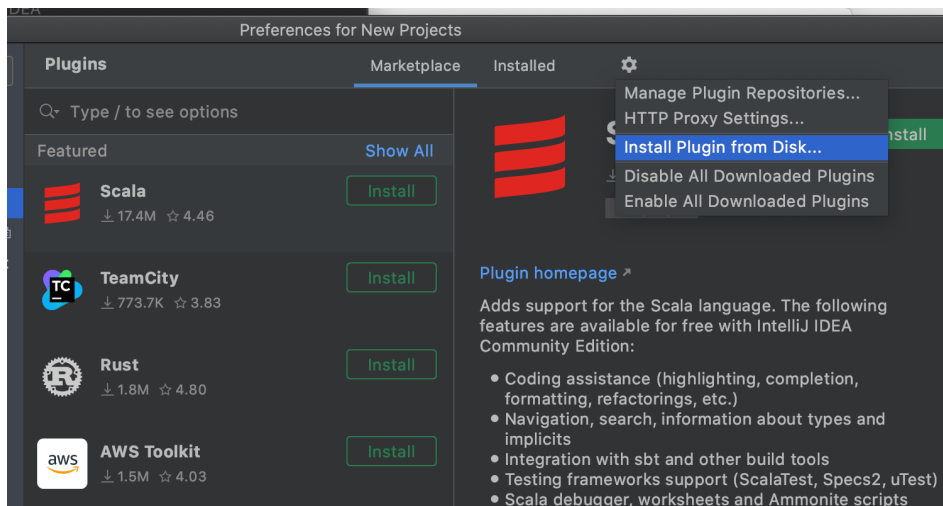 Preferences for New Projects
Plugins
Marketplace
Installed
Type / to see options
Featured
Show All
Scala
17.4M 4.46
Install
TeamCity
773.7K 3.83
Install
Rust
1.8M 4.80
Install
aws
AWS Toolkit
1.5M 4.03
Install
TC
R
Manage Plugin Repositories...
HTTP Proxy Settings...
Install Plugin from Disk...
Disable All Downloaded Plugins
Enable All Downloaded Plugins
Plugin homepage
Adds support for the Scala language. The following
features are available for free with IntelliJ IDEA
Community Edition:
Coding assistance (highlighting, completion,
formatting, refactorings, etc.)
Navigation, search, information about types and
implicits
Integration with sbt and other build tools
Testing frameworks support (ScalaTest, Specs2, uTest)
Scala debugger, worksheets and Ammonite scripts